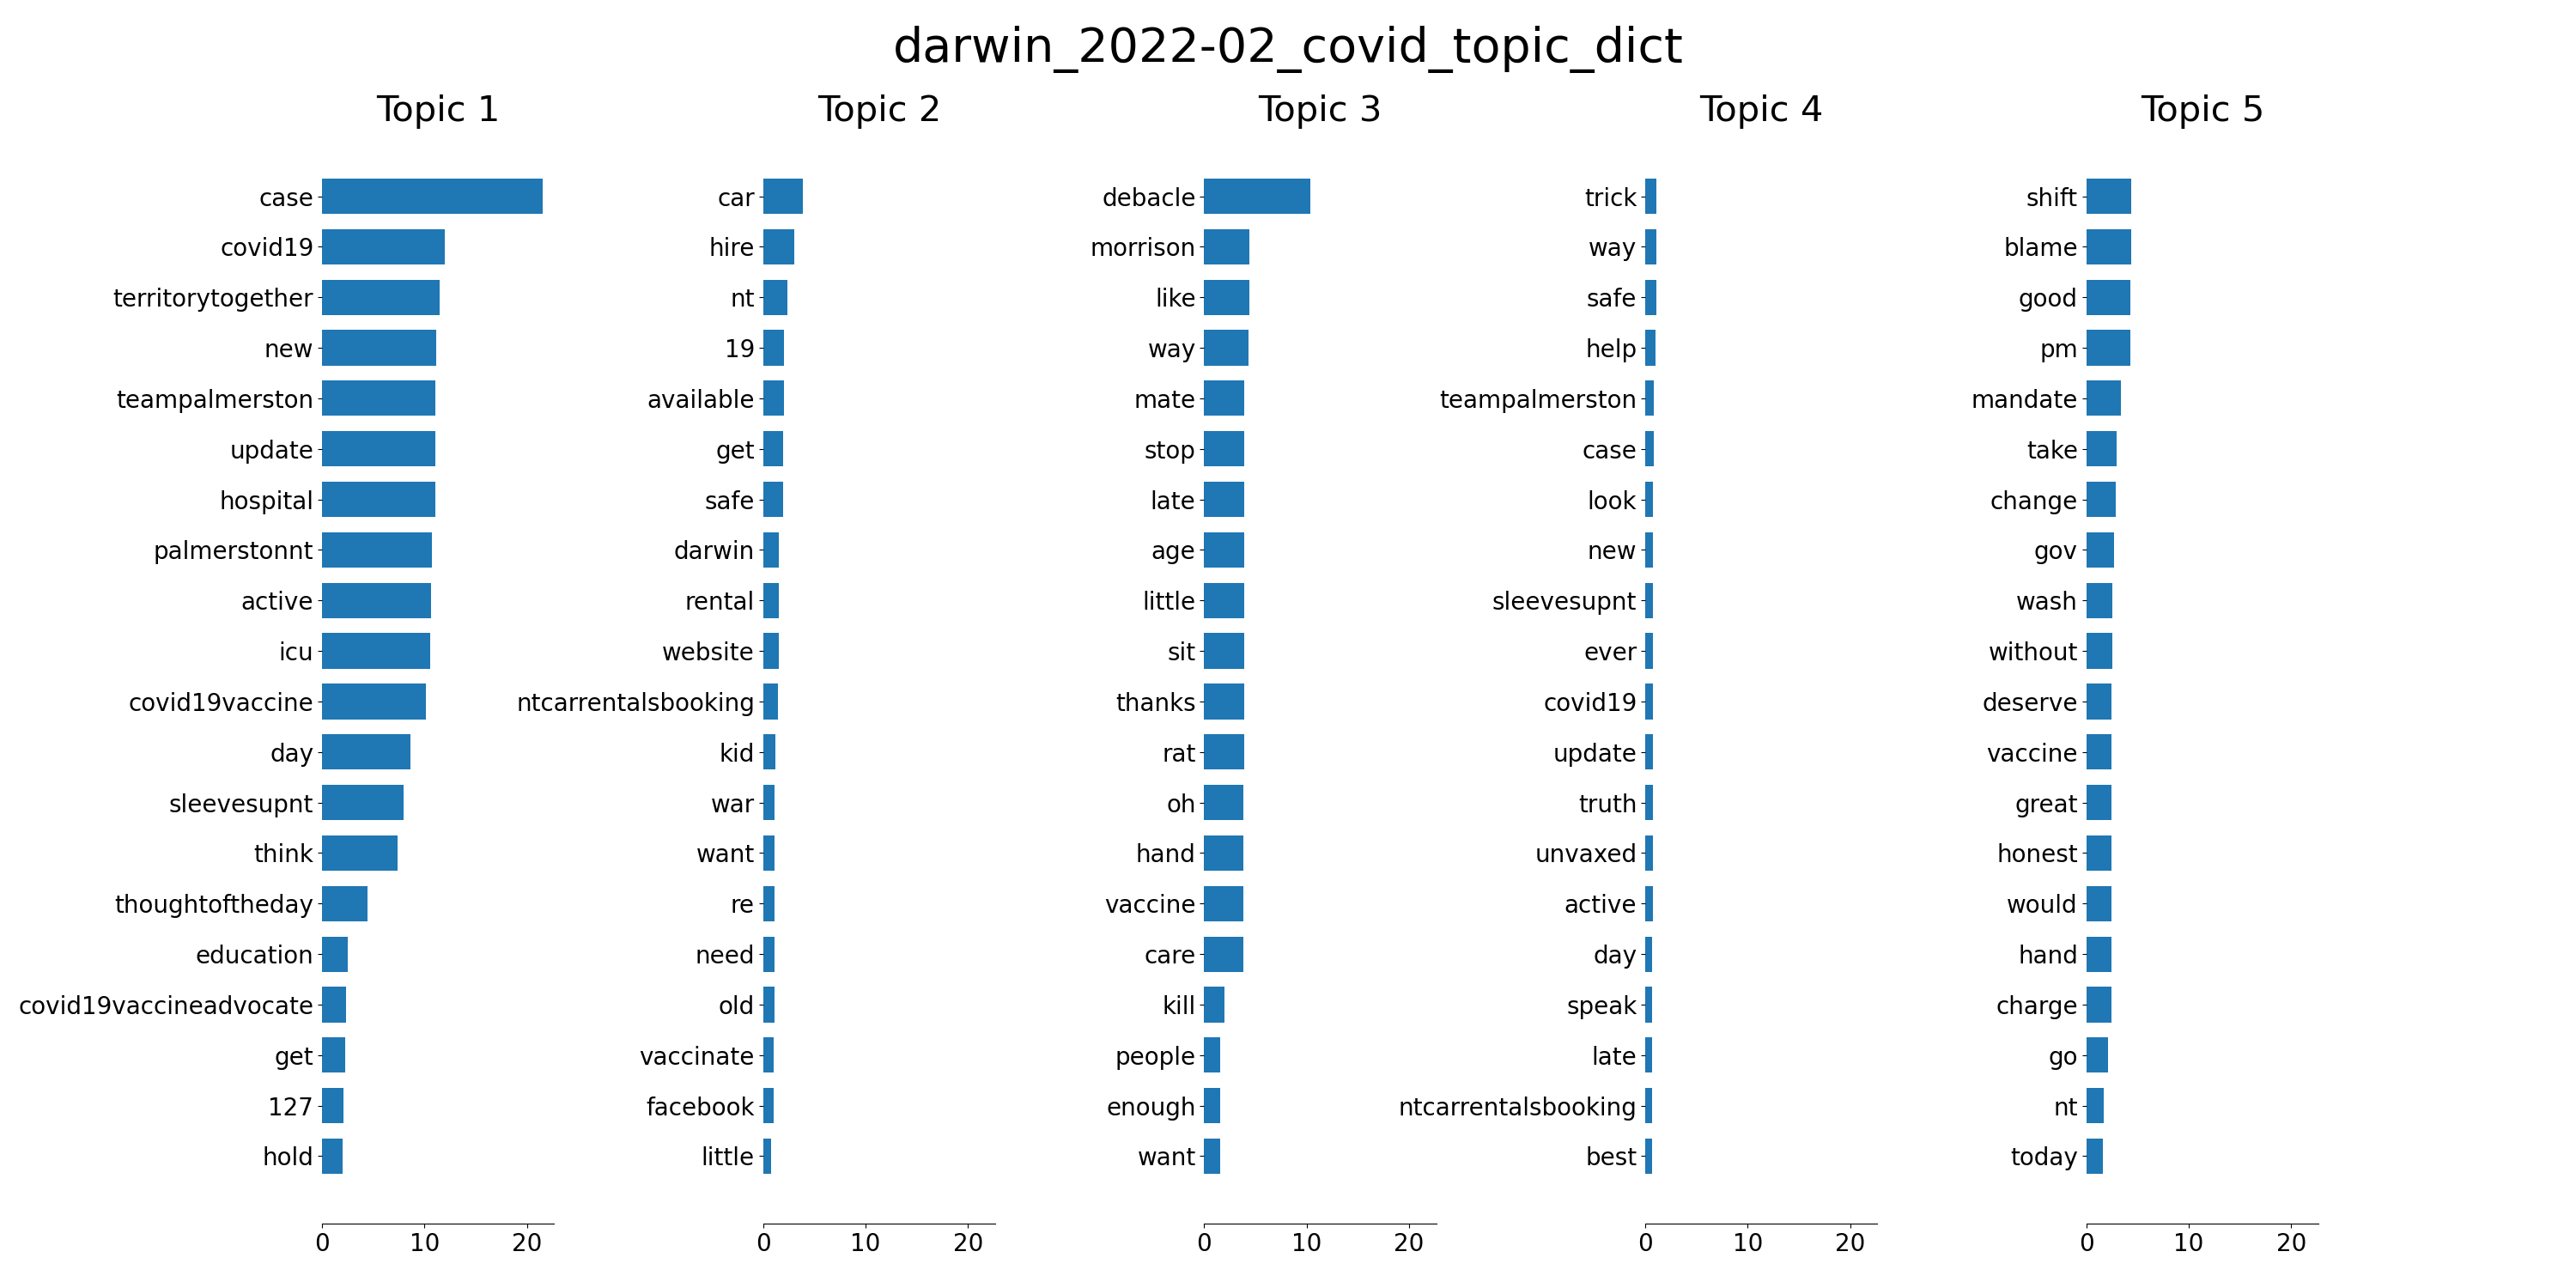 darwin_2022-02_covid_topic_dict
Topic 1
case
covid19
territorytogether
new
teampalmerston
update
hospital
palmerstonnt
active
icu
covid19vaccine
day
sleevesupnt
think
thoughtoftheday
education
covid19vaccineadvocate
get
127
hold
0 10 20
Topic 2
car
hire
nt
19
available
get
safe
darwin
rental
website
ntcarrentalsbooking
kid
war
want
re
need
old
vaccinate
facebook
little
0 10 20
Topic 3
debacle
morrison
like
way
mate
stop
late
age
little
sit
thanks
rat
oh
hand
vaccine
care
kill
people
enough
want
0 10 20
Topic 4
trick
way
safe
help
teampalmerston
case
look
new
sleevesupnt
ever
covid19
update
truth
unvaxed
active
day
speak
late
ntcarrentalsbooking
best
0 10 20
Topic 5
shift
blame
good
pm
mandate
take
change
gov
wash
without
deserve
vaccine
great
honest
would
hand
charge
go
nt
today
0 10 20